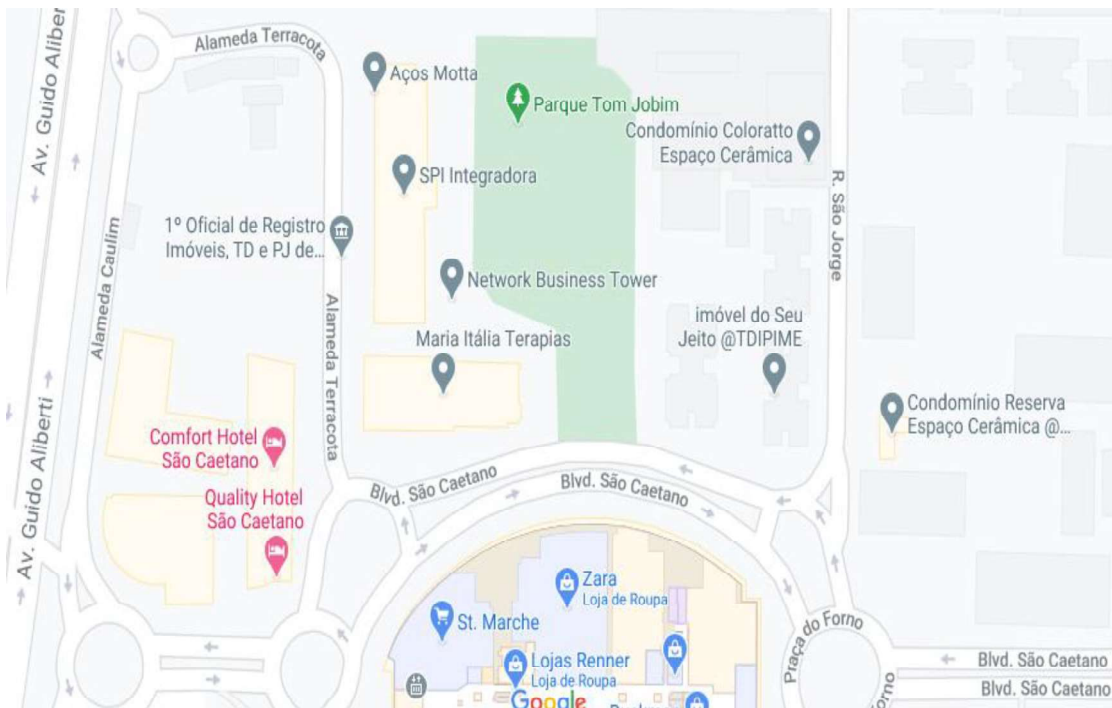 Av. Guido Aliberti
Alameda Terracota
Aços Motta
Parque Tom Jobim
Condomínio Coloratto
Espaço Cerâmica
SPI Integradora
R. São Jorge
1º Oficial de Registro
Imóveis, TD e PJ de...
Alameda Caulim
Network Business Tower
Alameda Terracota
imóvel do Seu
Jeito @TDIPIME
Maria Itália Terapias
Condomínio Reserva
Espaço Cerâmica @...
Av. Guido Aliberti
Comfort Hotel
São Caetano
Blvd. São Caetano
Blvd. São Caetano
Quality Hotel
São Caetano
Zara
Loja de Roupa
St. Marche
Praça do Forno
Lojas Renner
Loja de Roupa
Blvd. São Caetano
Blvd. São Caetano
Forno
Google